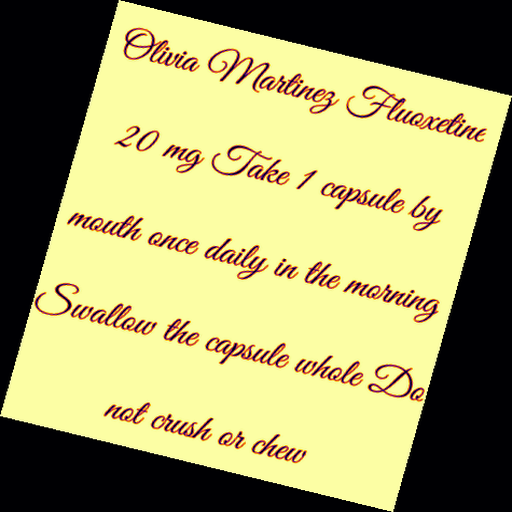 Olivia Martinez Fluoxetine
20 mg Take 1 capsule by
mouth once daily in the morning
Swallow the capsule whole Do
not crush or chew